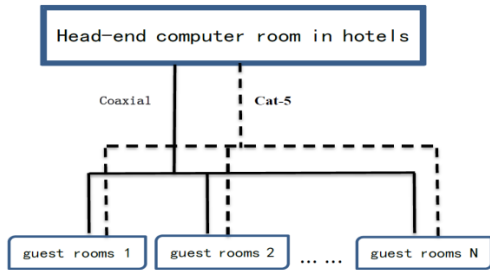 Head-end computer room in hotels
Coaxial
Cat-5
guest rooms 1
guest rooms 2
... ...
guest rooms N